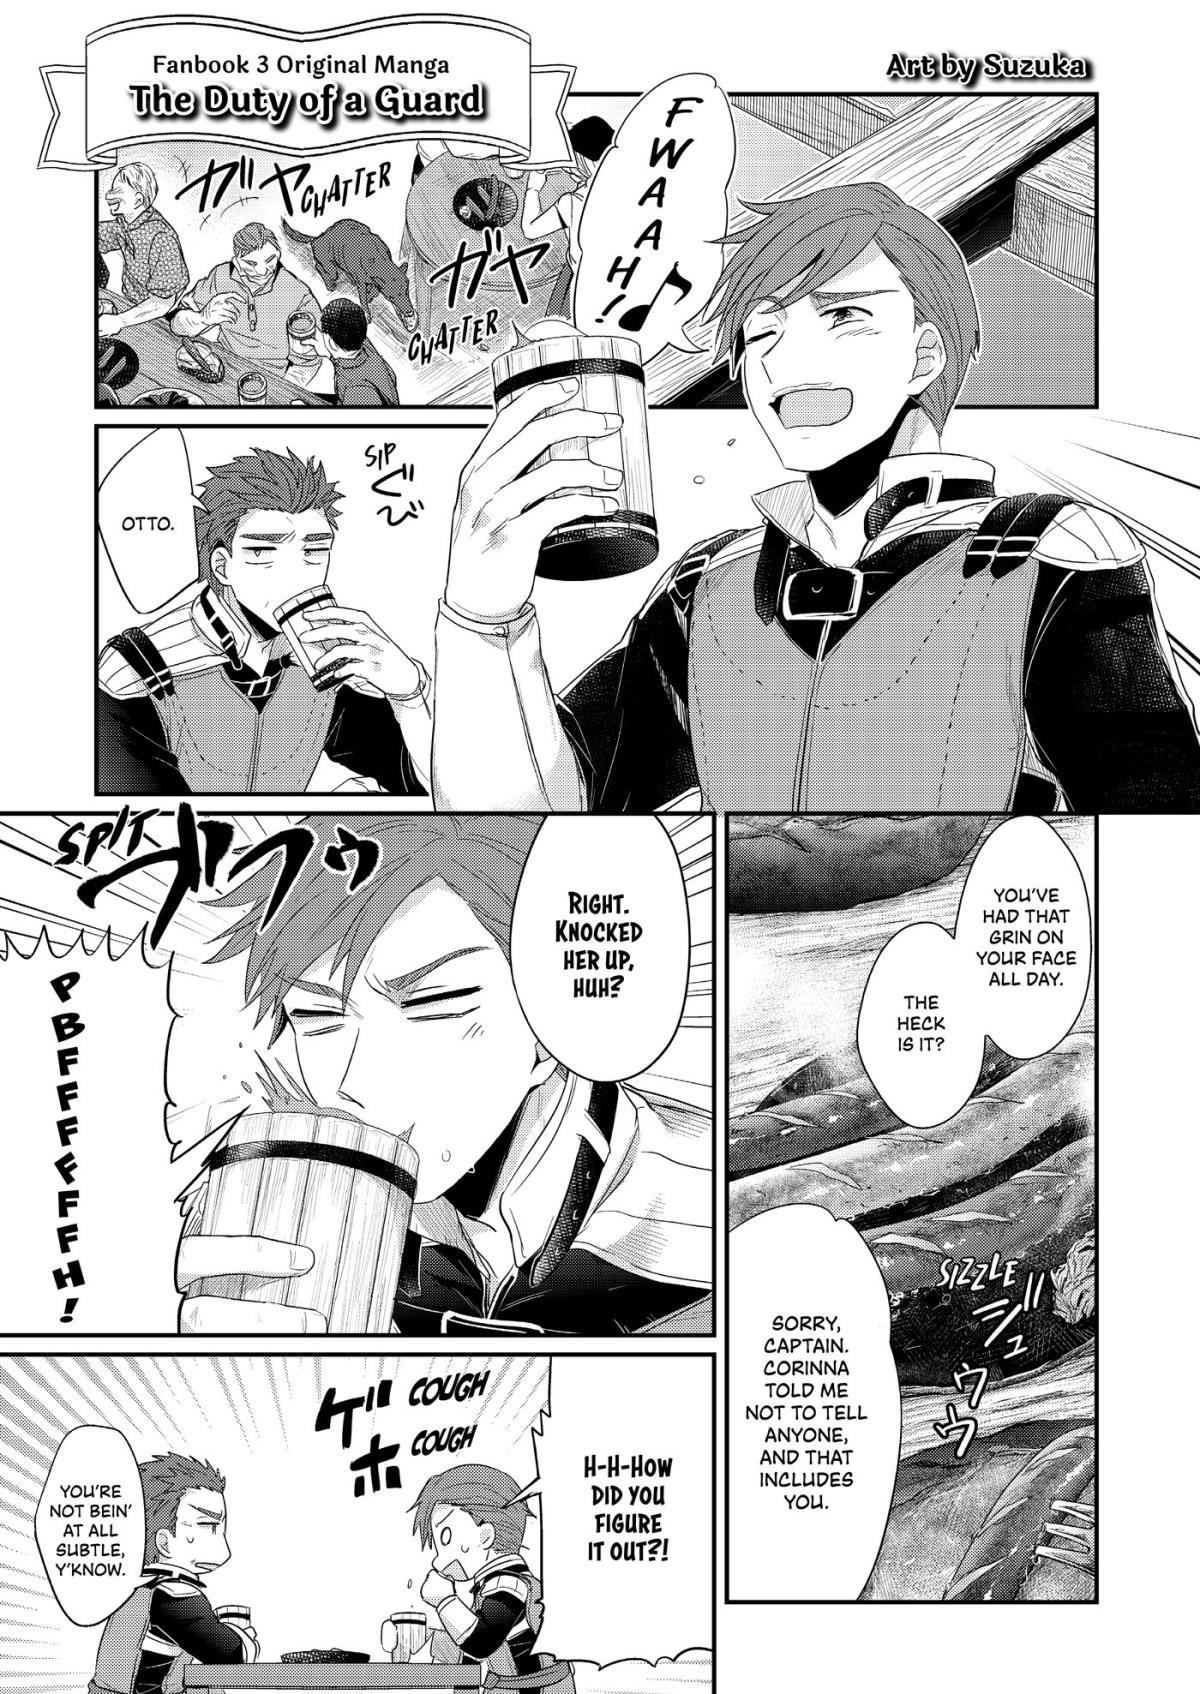 Fanbook 3 Original Manga
The Duty of a Guard
Art by Suzuka
FWAAH!
ガヤ
CHATTER
ガヤ
CHATTER
OTTO.
SIP
ぐび
YOU'VE
HAD THAT
GRIN ON
YOUR FACE
ALL DAY.
THE
HECK
IS IT?
SIZZLE
ジュウウ
SORRY,
CAPTAIN.
CORINNA
TOLD ME
NOT TO TELL
ANYONE,
AND THAT
INCLUDES
YOU.
RIGHT.
KNOCKED
HER UP,
HUH?
SPIT
ブフゥ
PBFFFFFFH!
H-H-HOW
DID YOU
FIGURE
IT OUT?!
ゲホ
COUGH
COUGH
YOU'RE
NOT BEIN'
AT ALL
SUBTLE,
Y'KNOW.